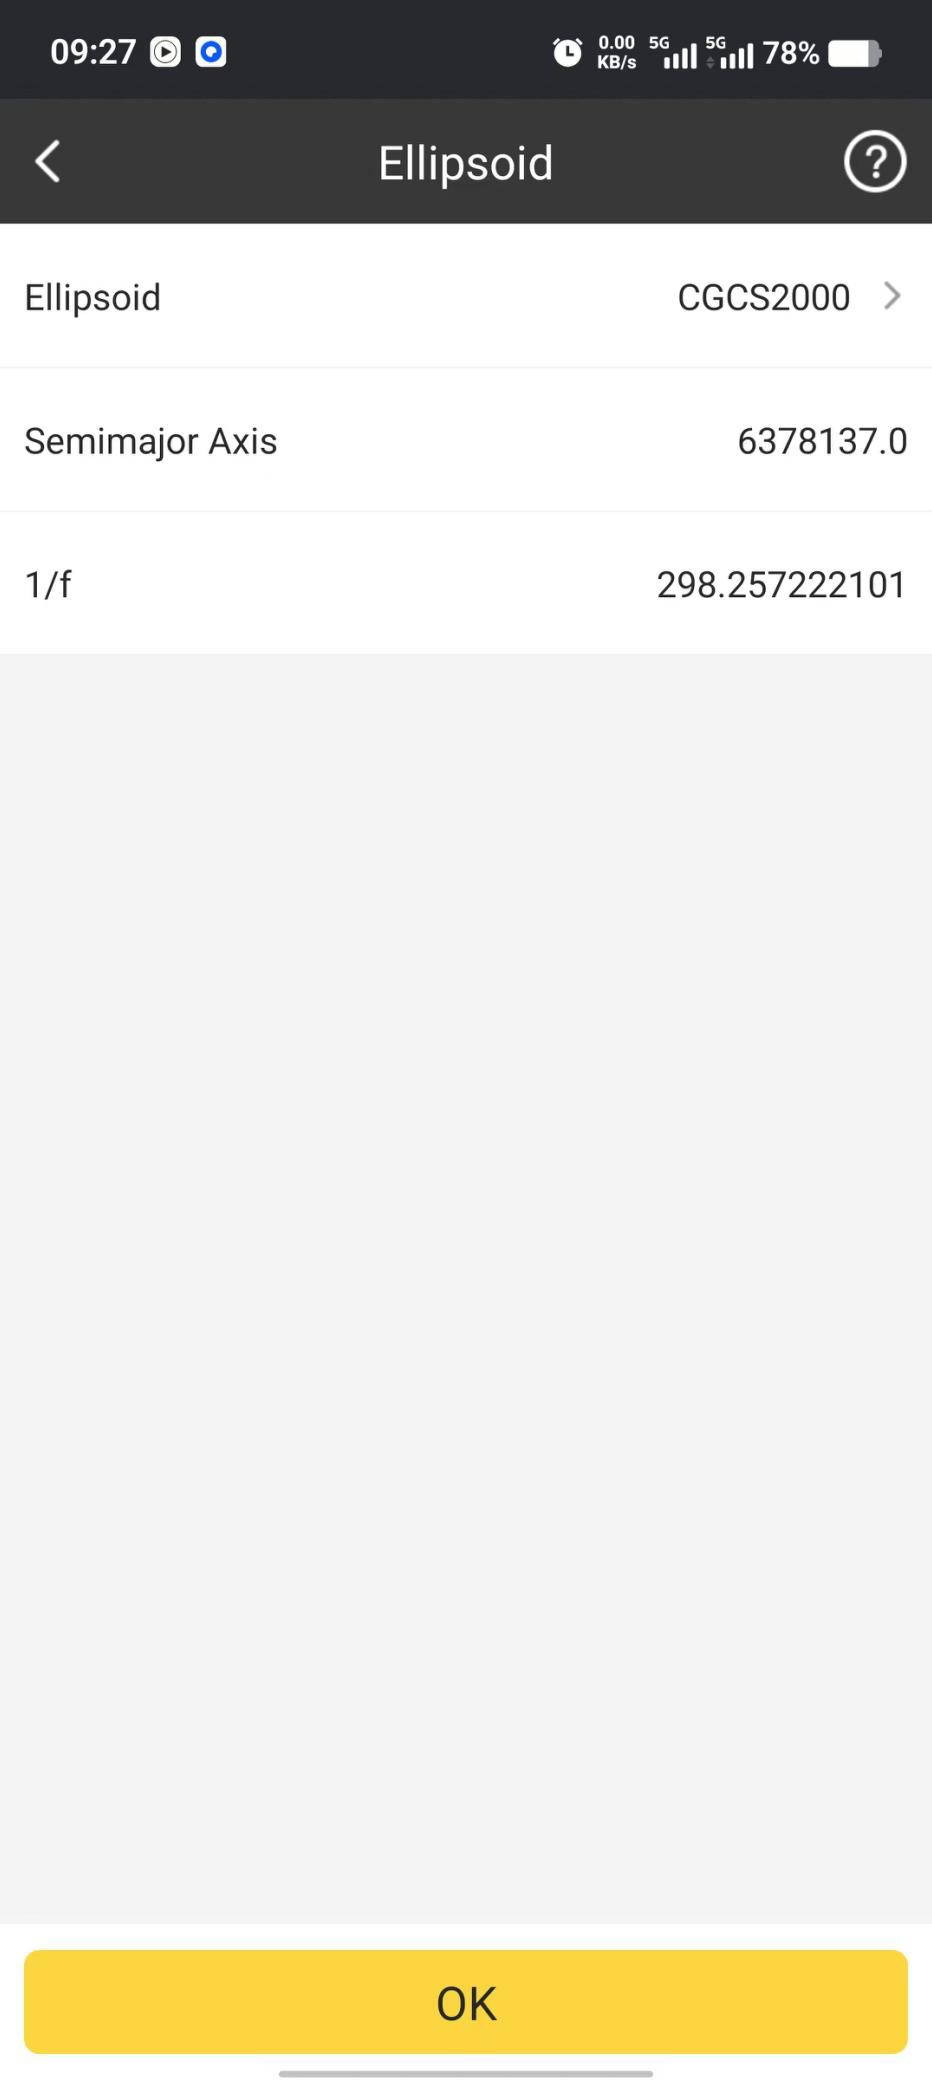 09:27
0.00 KB/s 5G 5G 78%
Ellipsoid
?
Ellipsoid CGCS2000
Semimajor Axis 6378137.0
1/f 298.257222101
OK